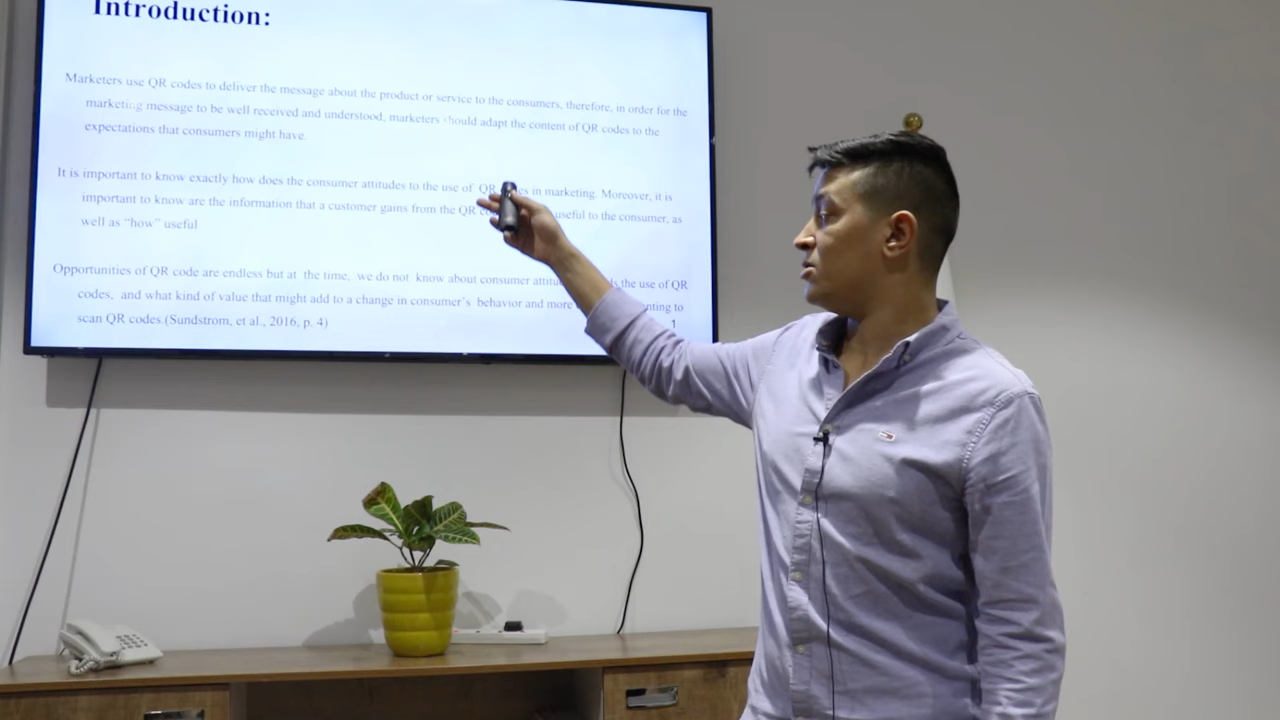 Introduction:
Marketers use QR codes to deliver the message about the product or service to the consumers, therefore, in order for the
marketing message to be well received and understood, marketers should adapt the content of QR codes to the
expectations that consumers might have.
It is important to know exactly how does the consumer attitudes to the use of QR in marketing. Moreover, it is
important to know are the information that a customer gains from the QR useful to the consumer, as
well as “how” useful
Opportunities of QR code are endless but at the time, we do not know about consumer the use of QR
codes, and what kind of value that might add to a change in consumer’s behavior and more to
scan QR codes.(Sundstrom, et al., 2016, p. 4)
1